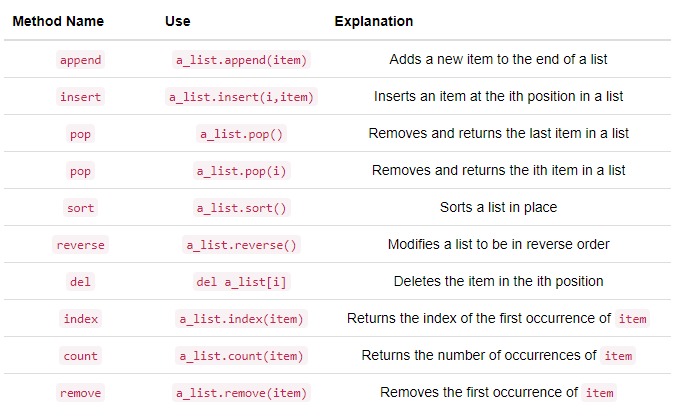 Method Name Use Explanation
append a_list.append(item) Adds a new item to the end of a list
insert a_list.insert(i,item) Inserts an item at the ith position in a list
pop a_list.pop() Removes and returns the last item in a list
pop a_list.pop(i) Removes and returns the ith item in a list
sort a_list.sort() Sorts a list in place
reverse a_list.reverse() Modifies a list to be in reverse order
del del a_list[i] Deletes the item in the ith position
index a_list.index(item) Returns the index of the first occurrence of item
count a_list.count(item) Returns the number of occurrences of item
remove a_list.remove(item) Removes the first occurrence of item